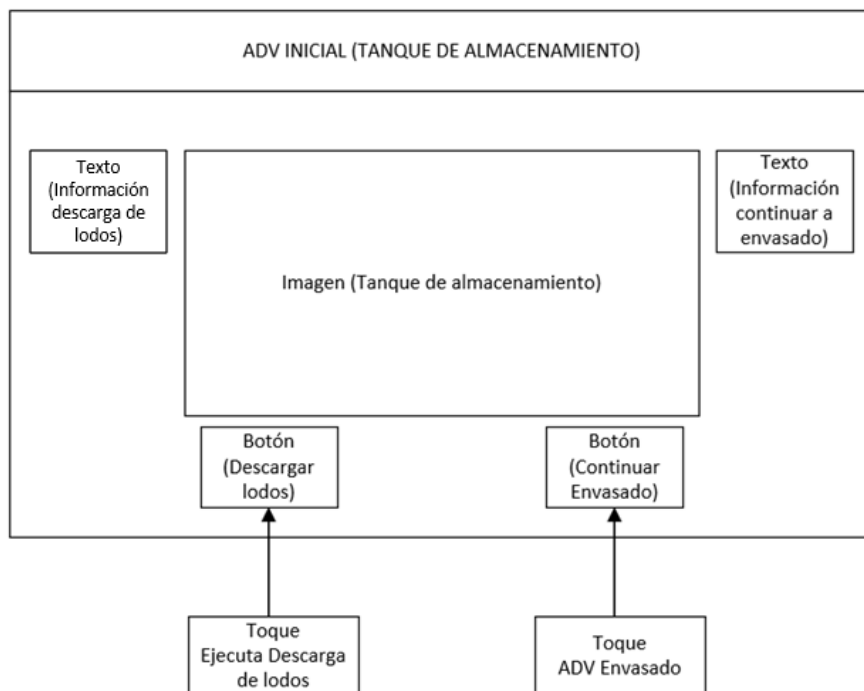 ADV INICIAL (TANQUE DE ALMACENAMIENTO)
Texto
(Información
descarga de
lodos)
Imagen (Tanque de almacenamiento)
Texto
(Información
continuar a
envasado)
Botón
(Descargar
lodos)
Botón
(Continuar
Envasado)
Toque
Ejecuta Descarga
de lodos
Toque
ADV Envasado